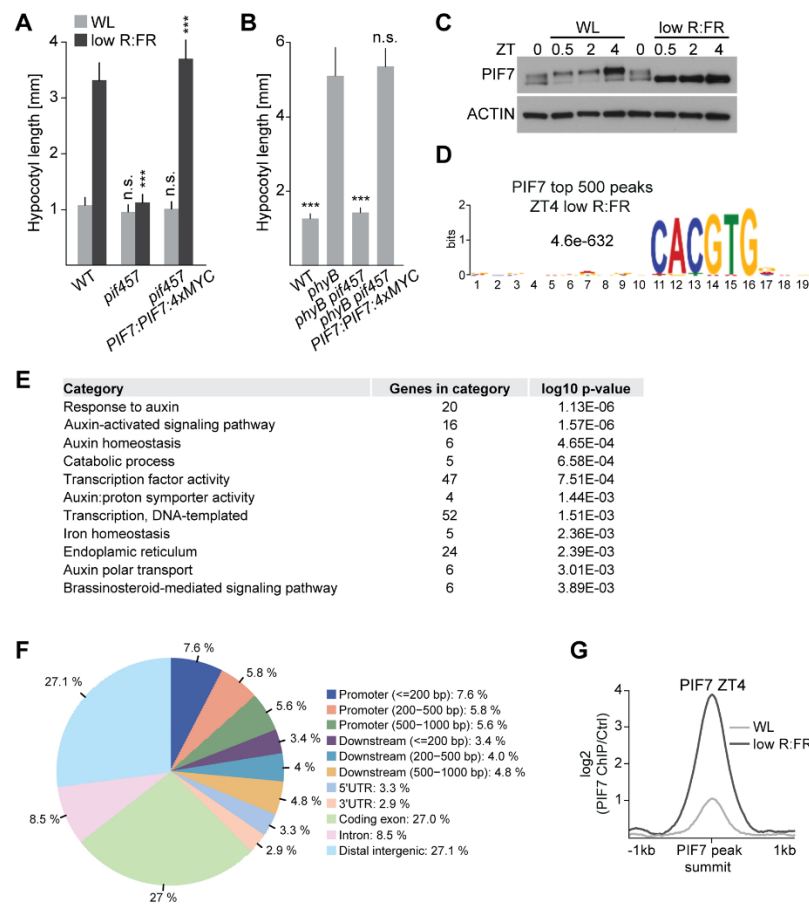 A
WL
low R:FR
Hypocotyl length [mm]
4
3
2
1
n.s.
***
n.s.
***
WT
pif457
pif457
PIF7:PIF7:4xMYC
B
Hypocotyl length [mm]
6
4
2
***
***
n.s.
WT
phyB
phyB pif457
phyB pif457
PIF7:PIF7:4xMYC
C
WL low R:FR
ZT 0 0.5 2 4 0 0.5 2 4
PIF7
ACTIN
D
PIF7 top 500 peaks
ZT4 low R:FR
4.6e-632
bits
2
1
0
CACGTG
1 2 3 4 5 6 7 8 9 10 11 12 13 14 15 16 17 18 19
E
Category Genes in category log10 p-value
Response to auxin 20 1.13E-06
Auxin-activated signaling pathway 16 1.57E-06
Auxin homeostasis 6 4.65E-04
Catabolic process 5 6.58E-04
Transcription factor activity 47 7.51E-04
Auxin:proton symporter activity 4 1.44E-03
Transcription, DNA-templated 52 1.51E-03
Iron homeostasis 5 2.36E-03
Endoplamic reticulum 24 2.39E-03
Auxin polar transport 6 3.01E-03
Brassinosteroid-mediated signaling pathway 6 3.89E-03
F
7.6 %
5.8 %
5.6 %
3.4 %
4 %
4.8 %
3.3 %
2.9 %
27 %
8.5 %
27.1 %
Promoter (<=200 bp): 7.6 %
Promoter (200−500 bp): 5.8 %
Promoter (500−1000 bp): 5.6 %
Downstream (<=200 bp): 3.4 %
Downstream (200−500 bp): 4.0 %
Downstream (500−1000 bp): 4.8 %
5'UTR: 3.3 %
3'UTR: 2.9 %
Coding exon: 27.0 %
Intron: 8.5 %
Distal intergenic: 27.1 %
G
PIF7 ZT4
WL
low R:FR
log2
(PIF7 ChIP/Ctrl)
4
3
2
1
-1kb PIF7 peak 1kb
summit